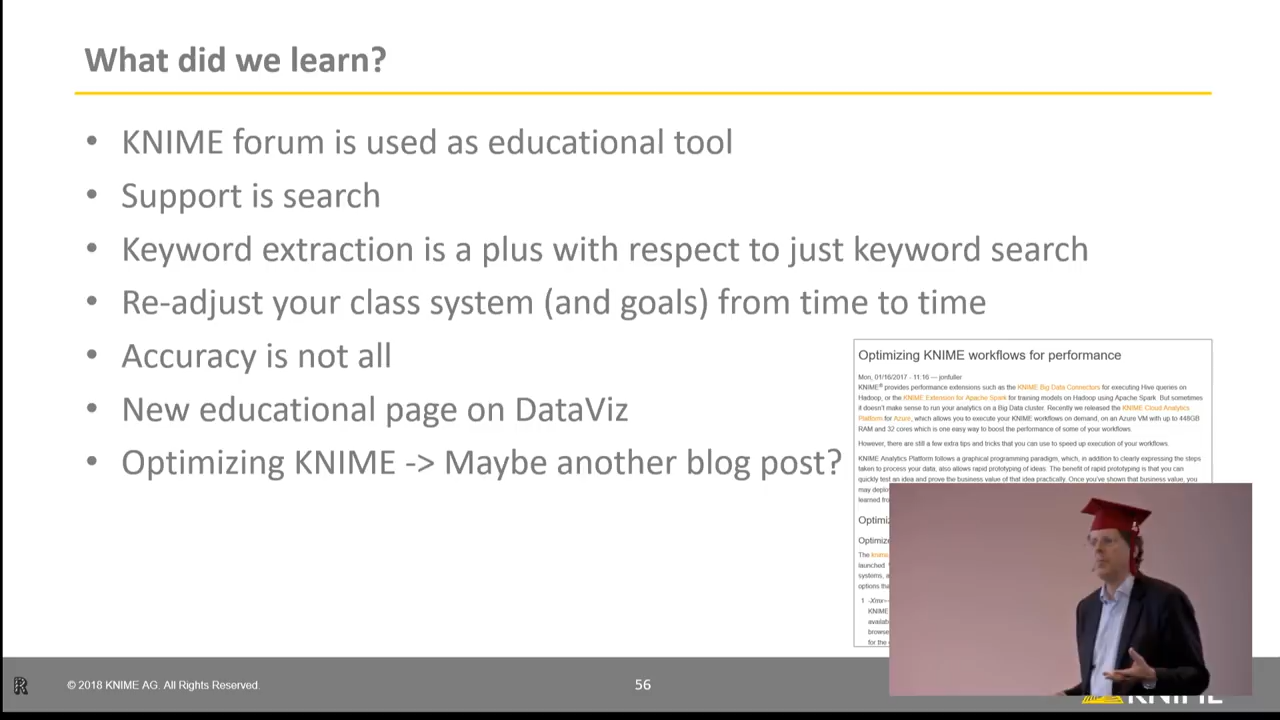 What did we learn?
• KNIME forum is used as educational tool
• Support is search
• Keyword extraction is a plus with respect to just keyword search
• Re-adjust your class system (and goals) from time to time
• Accuracy is not all
• New educational page on DataViz
• Optimizing KNIME -> Maybe another blog post?
Optimizing KNIME workflows for performance
Mon, 01/16/2017 - 11:16 — jonfuller
KNIME® provides performance extensions such as the KNIME Big Data Connectors for executing Hive queries on
Hadoop, or the KNIME Extension for Apache Spark for training models on Hadoop using Apache Spark. But sometimes
it doesn't make sense to run your analytics on a Big Data cluster. Recently we released the KNIME Cloud Analytics
Platform for Azure, which allows you to execute your KNIME workflows on demand, on an Azure VM with up to 448GB
RAM and 32 cores which is one easy way to boost the performance of some of your workflows.
However, there are still a few extra tips and tricks that you can use to speed up execution of your workflows.
KNIME Analytics Platform follows a graphical programming paradigm, which, in addition to clearly expressing the steps
taken to process your data, also allows rapid prototyping of ideas. The benefit of rapid prototyping is that you can
quickly test an idea and prove the business value of that idea practically. Once you've shown that business value, you
may
learned
The
launched
systems, a
options
1
KNIME
for the
© 2018 KNIME AG. All Rights Reserved.
56
KNIME